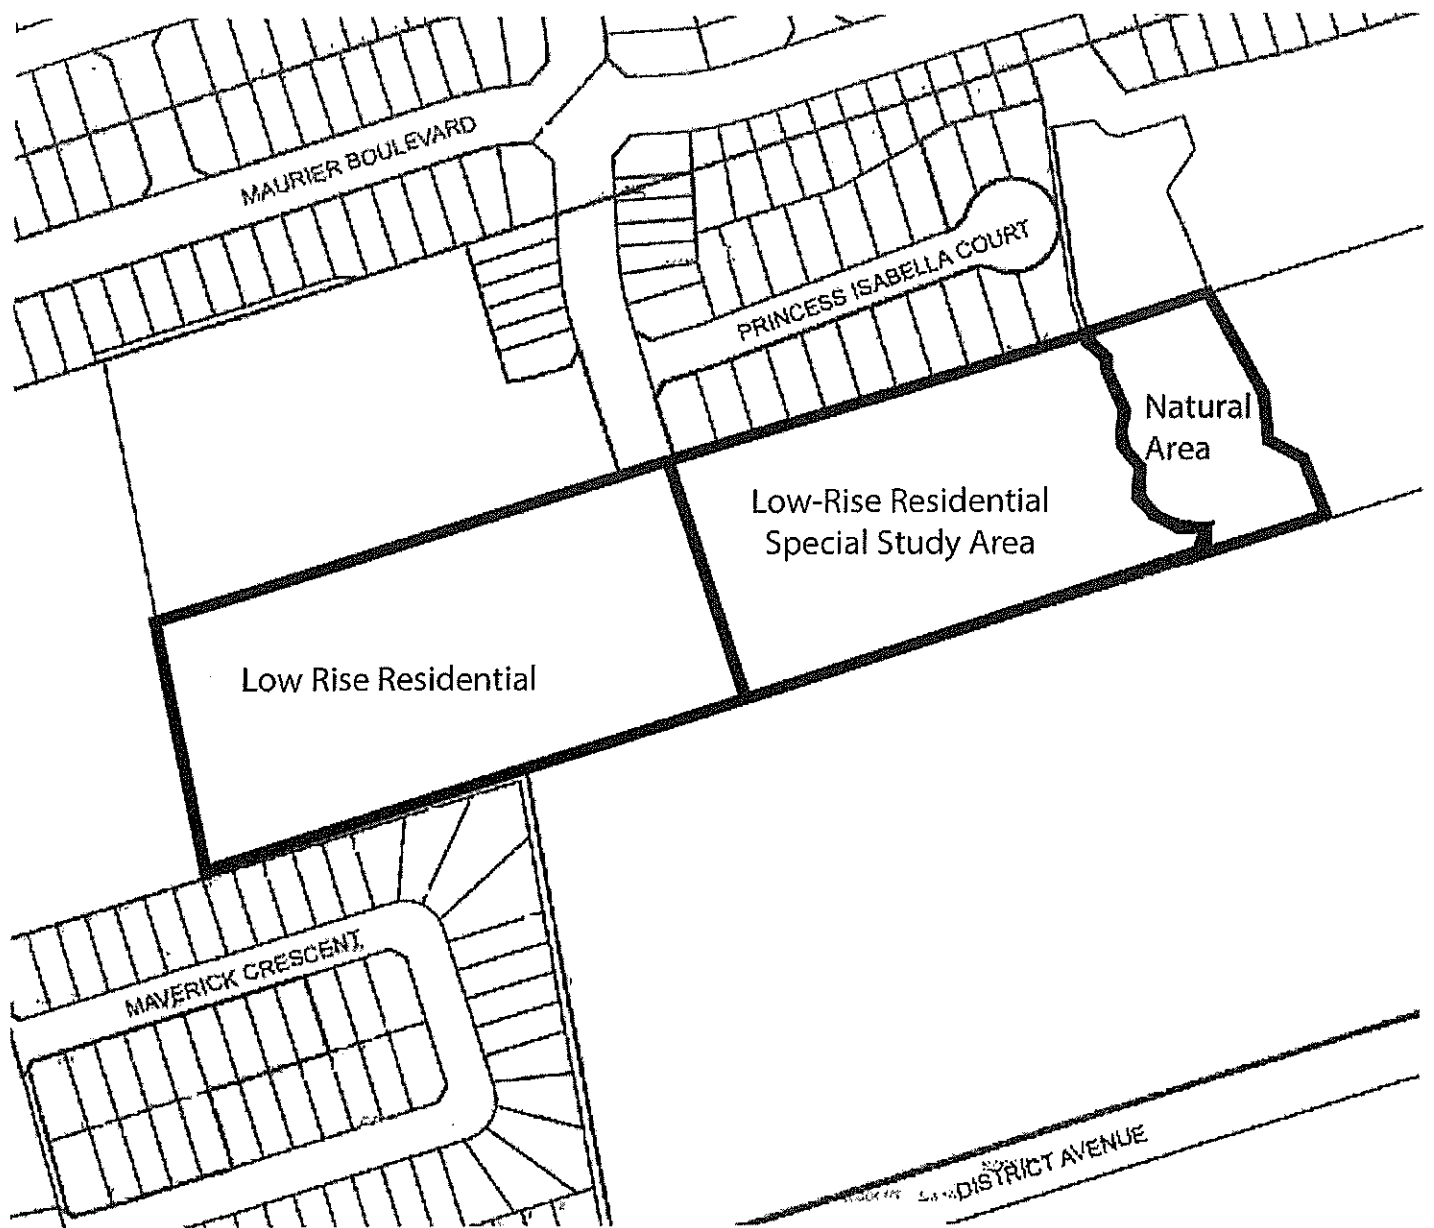 MAURIER BOULEVARD
PRINCESS ISABELLA COURT
Natural
Area
Low-Rise Residential
Special Study Area
Low Rise Residential
MAVERICK CRESCENT
DISTRICT AVENUE